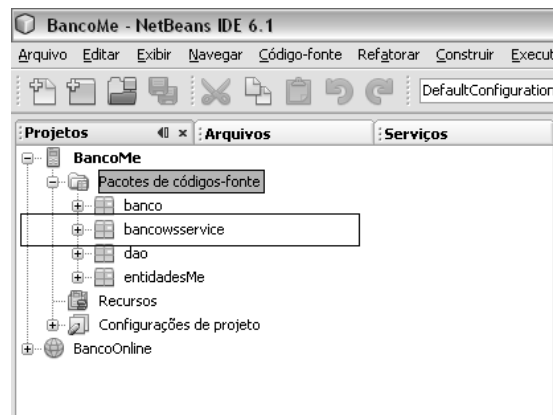 BancoMe - NetBeans IDE 6.1
Arquivo Editar Exibir Navegar Código-fonte Refatorar Construir Execut
DefaultConfiguration
Projetos Arquivos Serviços
BancoMe
Pacotes de códigos-fonte
banco
bancowsservice
dao
entidadesMe
Recursos
Configurações de projeto
BancoOnline